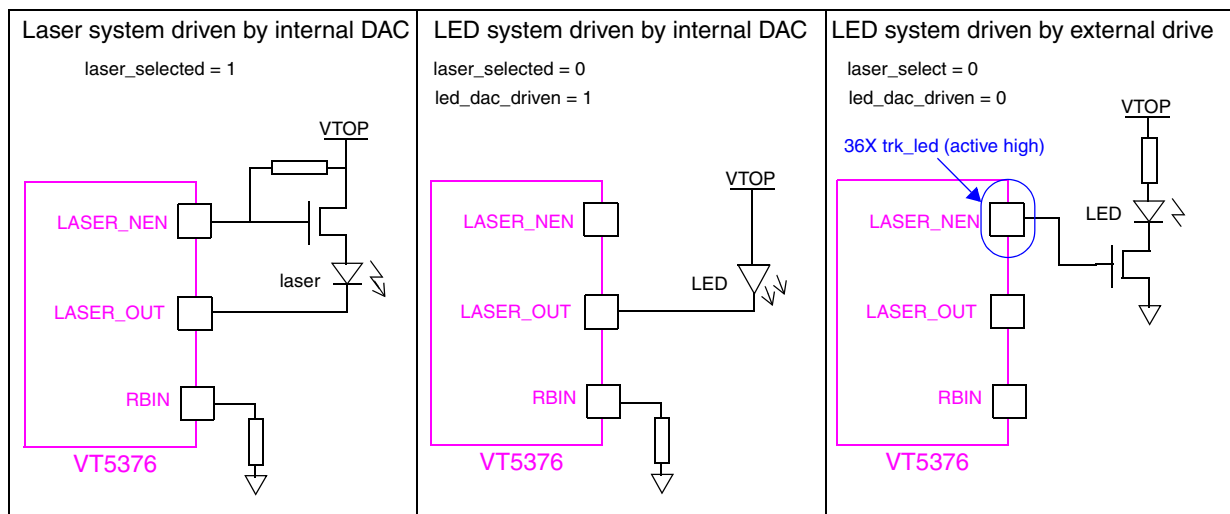 Laser system driven by internal DAC
laser_selected = 1
VTOP
LASER_NEN
laser
LASER_OUT
RBIN
VT5376
LED system driven by internal DAC
laser_selected = 0
led_dac_driven = 1
VTOP
LASER_NEN
LED
LASER_OUT
RBIN
VT5376
LED system driven by external drive
laser_select = 0
led_dac_driven = 0
VTOP
36X trk_led (active high)
LED
LASER_NEN
LASER_OUT
RBIN
VT5376